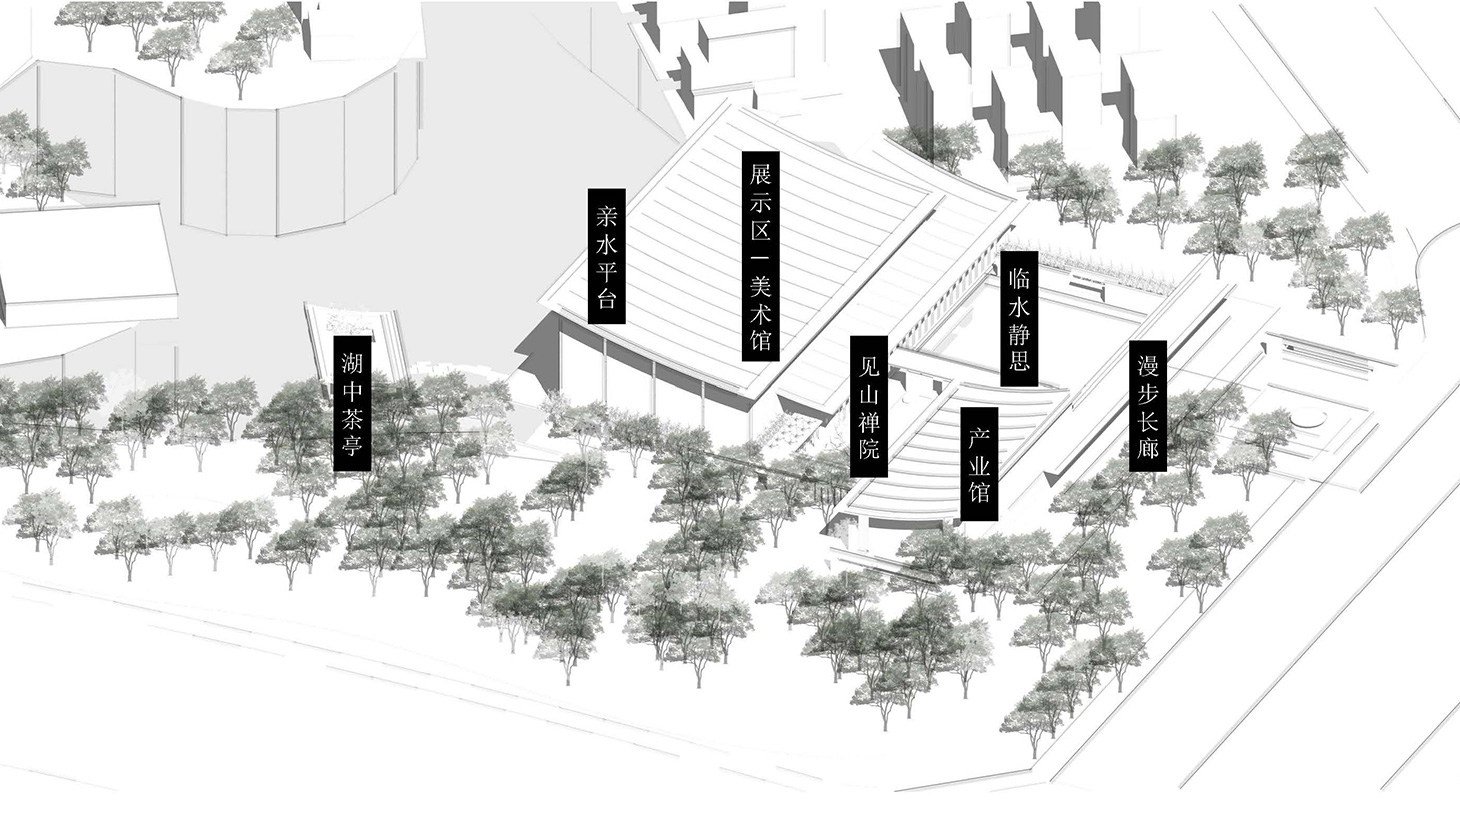 亲水平台
展示区—美术馆
临水静思
湖中茶亭
见山禅院
漫步长廊
产业馆